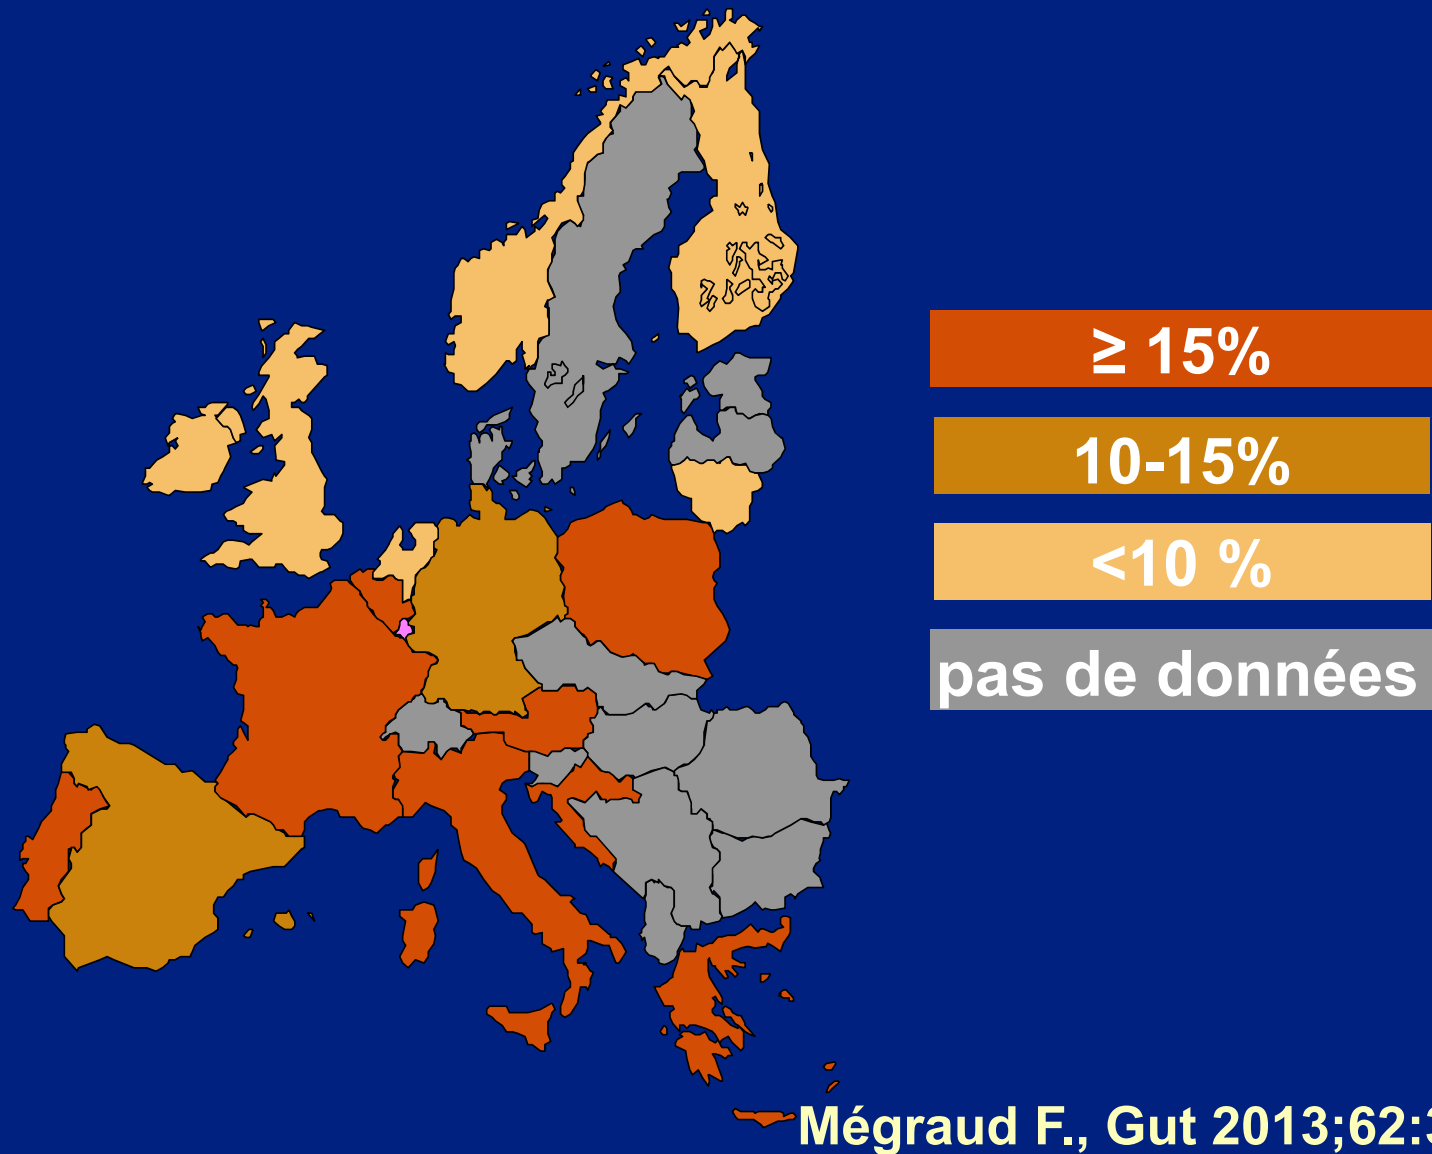 ≥ 15%
10-15%
<10 %
pas de données
Mégraud F., Gut 2013;62: